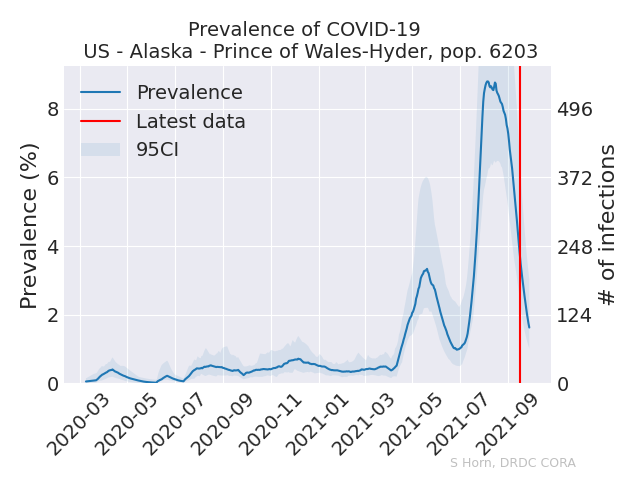 Prevalence of COVID-19
US - Alaska - Prince of Wales-Hyder, pop. 6203
Prevalence
Latest data
95CI
Prevalence (%)
8
6
4
2
0
496
372
248
124
0
# of infections
2020-03
2020-05
2020-07
2020-09
2020-11
2021-01
2021-03
2021-05
2021-07
2021-09
S Horn, DRDC CORA